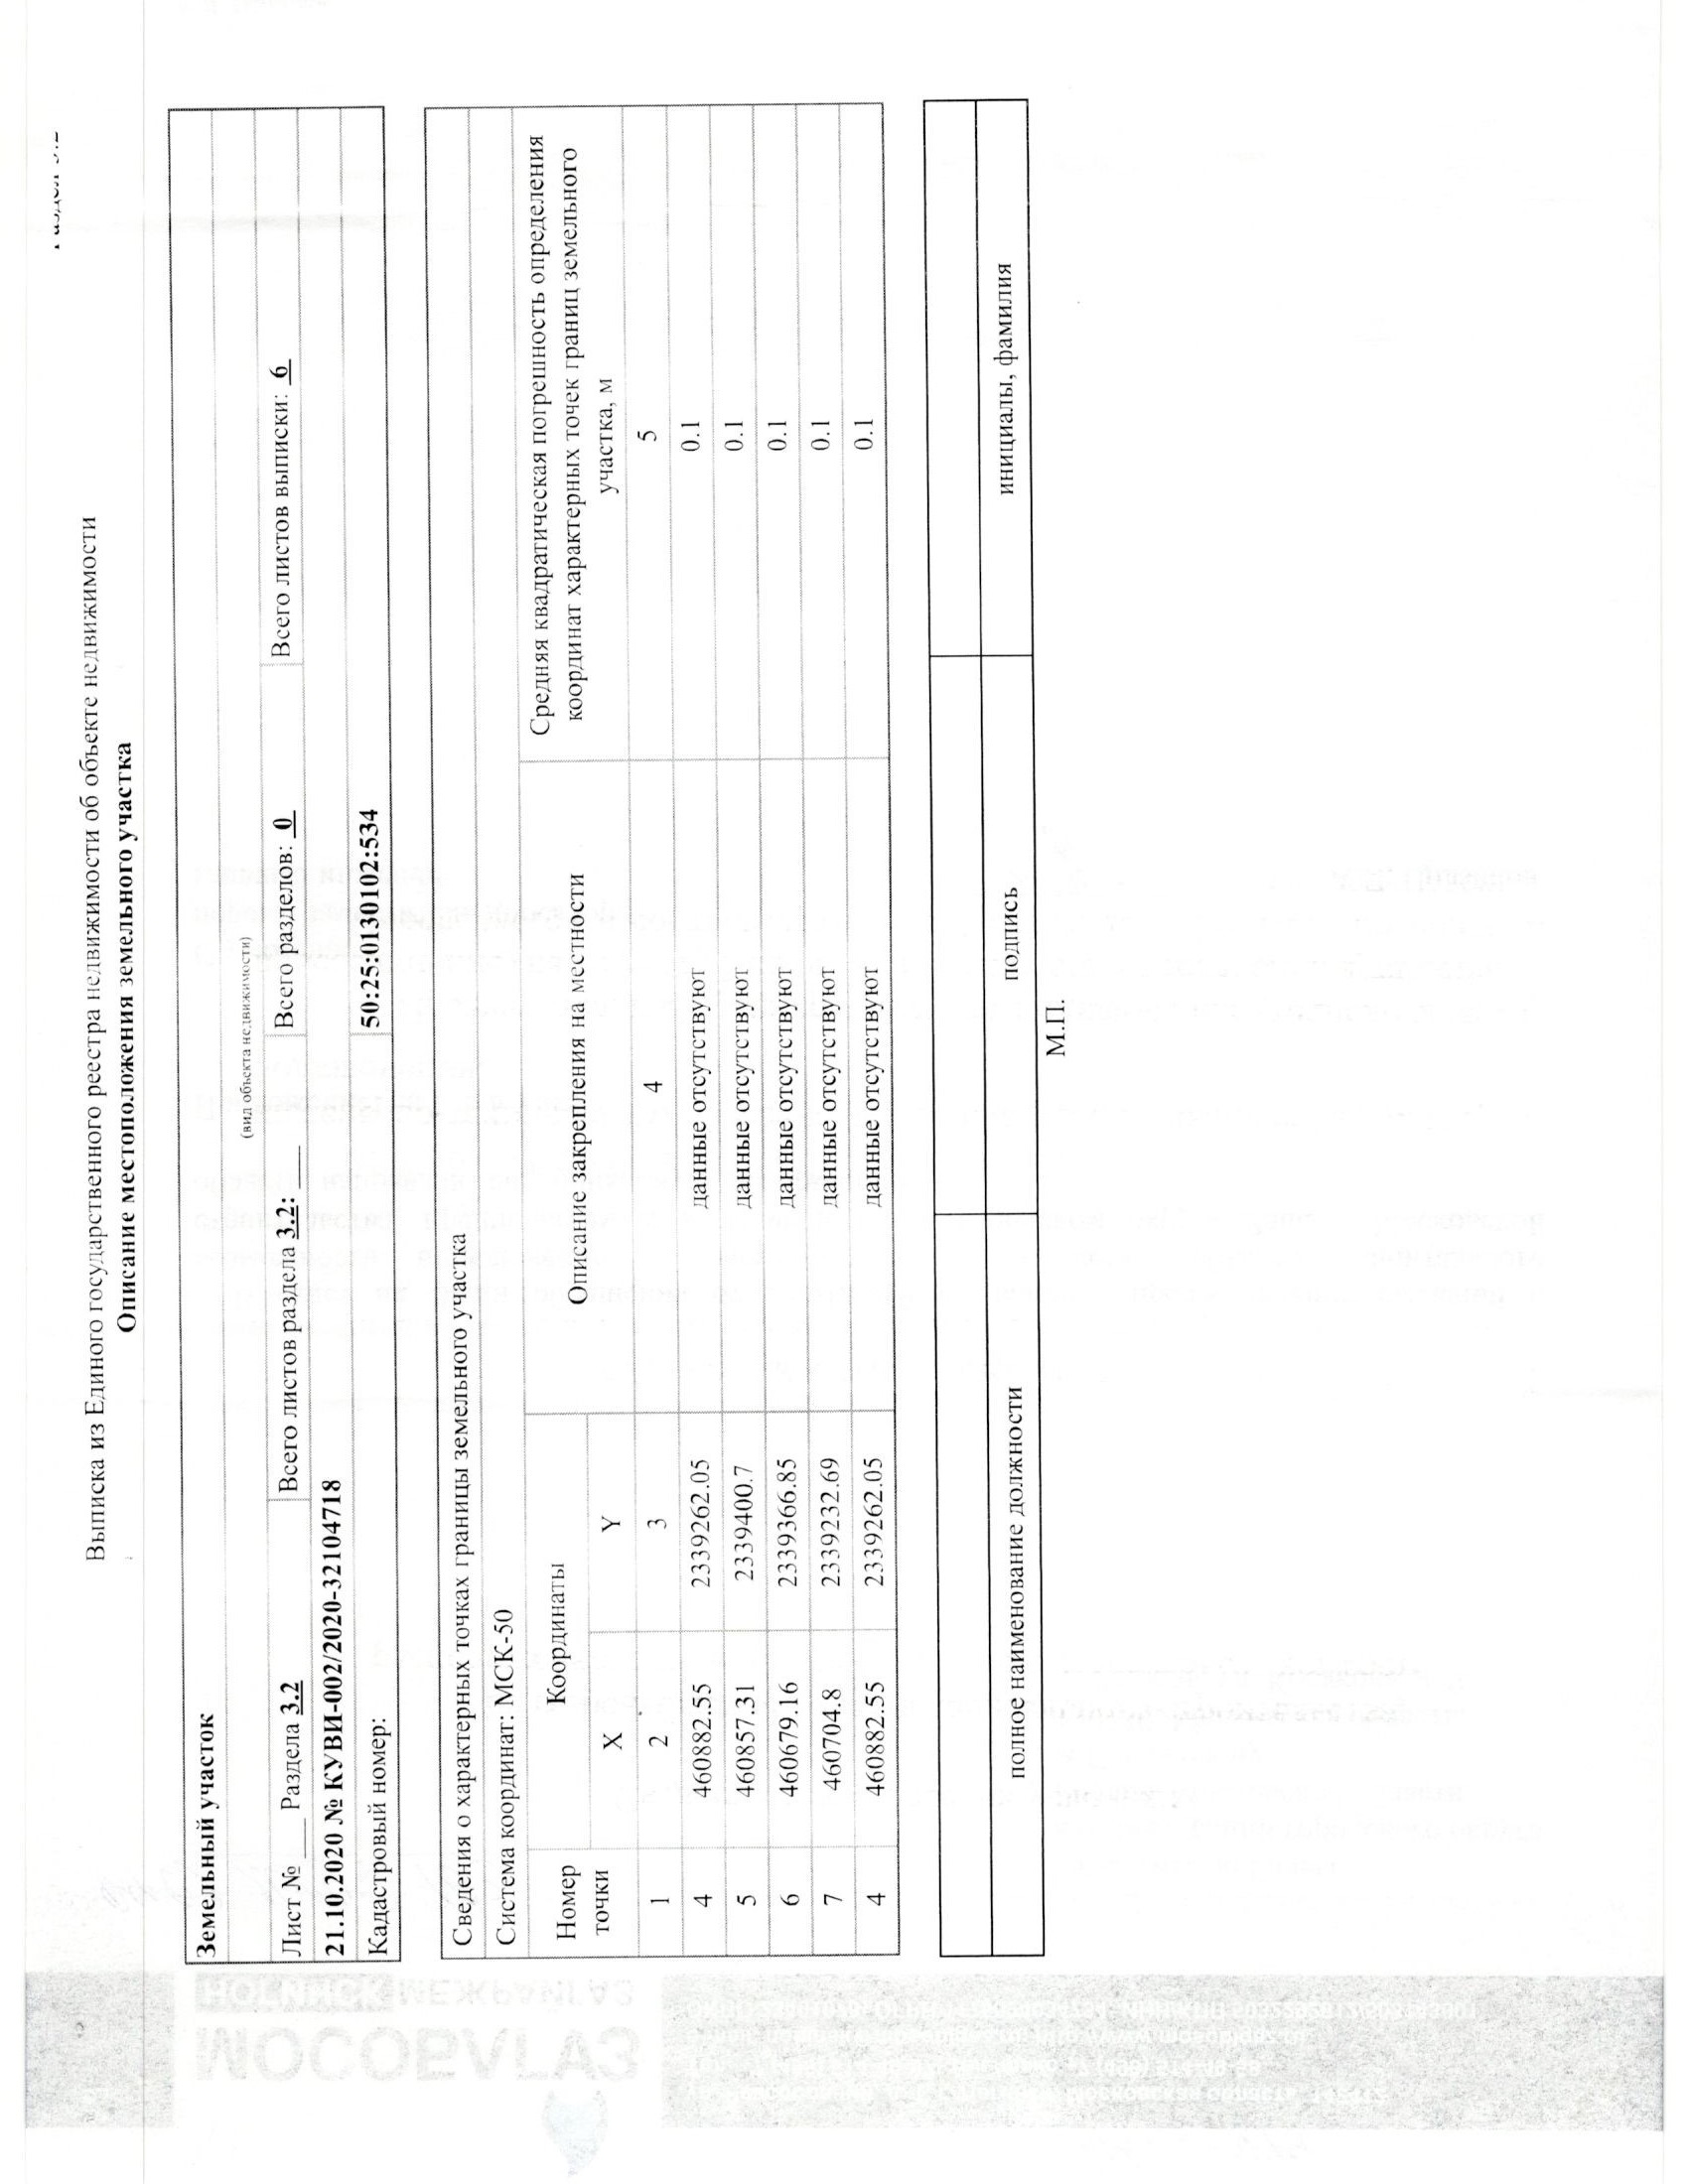 Выписка из Единого государственного реестра недвижимости об объекте недвижимости
Описание местоположения земельного участка
Земельный участок
(вид объекта недвижимости)
Лист № ___ Раздела 3.2 Всего листов раздела 3.2: ___ Всего разделов: 0 Всего листов выписки: 6
21.10.2020 № КУВИ-002/2020-32104718
Кадастровый номер: 50:25:0130102:534
Сведения о характерных точках границы земельного участка
Система координат: МСК-50
Номер точки Координаты Описание закрепления на местности Средняя квадратическая погрешность определения координат характерных точек границ земельного участка, м
X Y
1 2 3 4 5
4 460882.55 2339262.05 данные отсутствуют 0.1
5 460857.31 2339400.7 данные отсутствуют 0.1
6 460679.16 2339366.85 данные отсутствуют 0.1
7 460704.8 2339232.69 данные отсутствуют 0.1
4 460882.55 2339262.05 данные отсутствуют 0.1
полное наименование должности подпись инициалы, фамилия
М.П.
МОСОБЛГАЗ
НОГИНСК МЕЖРАЙГАЗ